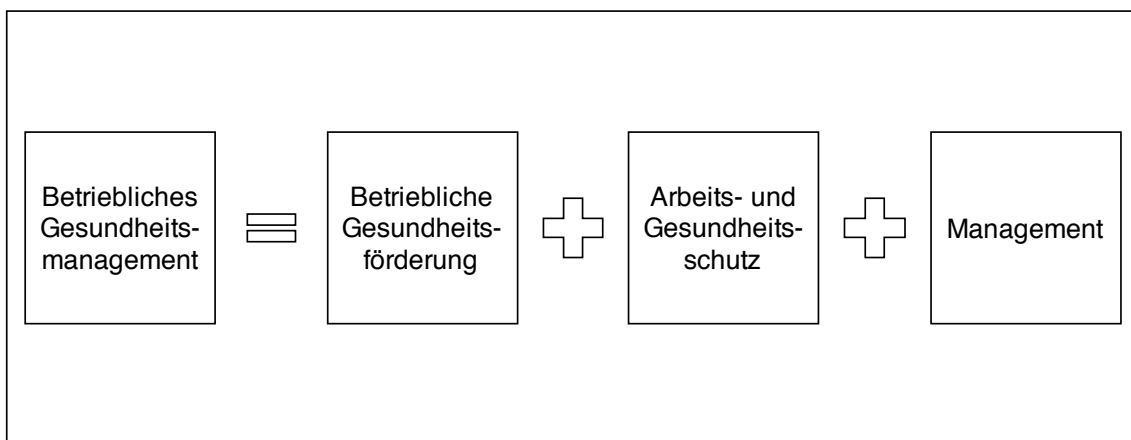 Betriebliches
Gesundheits-
management
Betriebliche
Gesundheits-
förderung
Arbeits- und
Gesundheits-
schutz
Management